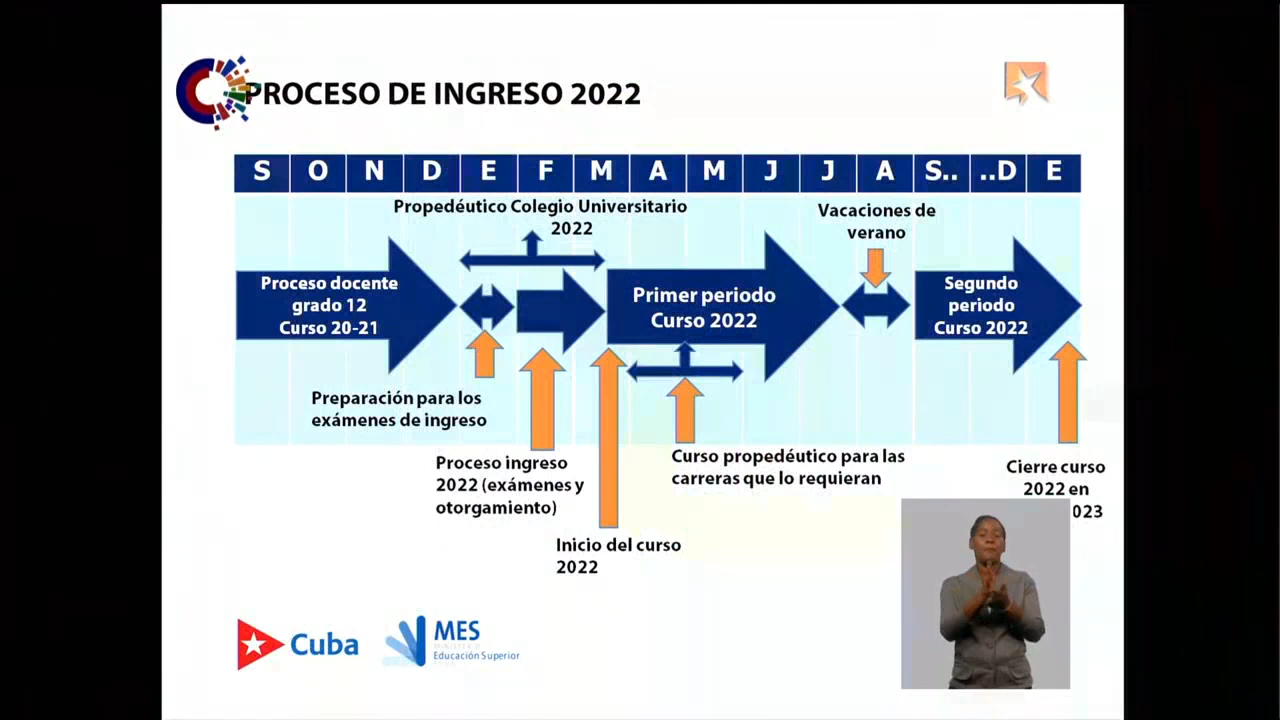 PROCESO DE INGRESO 2022
S O N D E F M A M J J A S.. ..D E
Propedéutico Colegio Universitario
2022
Vacaciones de
verano
Proceso docente
grado 12
Curso 20-21
Primer periodo
Curso 2022
Segundo
periodo
Curso 2022
Preparación para los
exámenes de ingreso
Proceso ingreso
2022 (exámenes y
otorgamiento)
Curso propedéutico para las
carreras que lo requieran
Cierre curso
2022 en
023
Inicio del curso
2022
Cuba
MES
Educación Superior